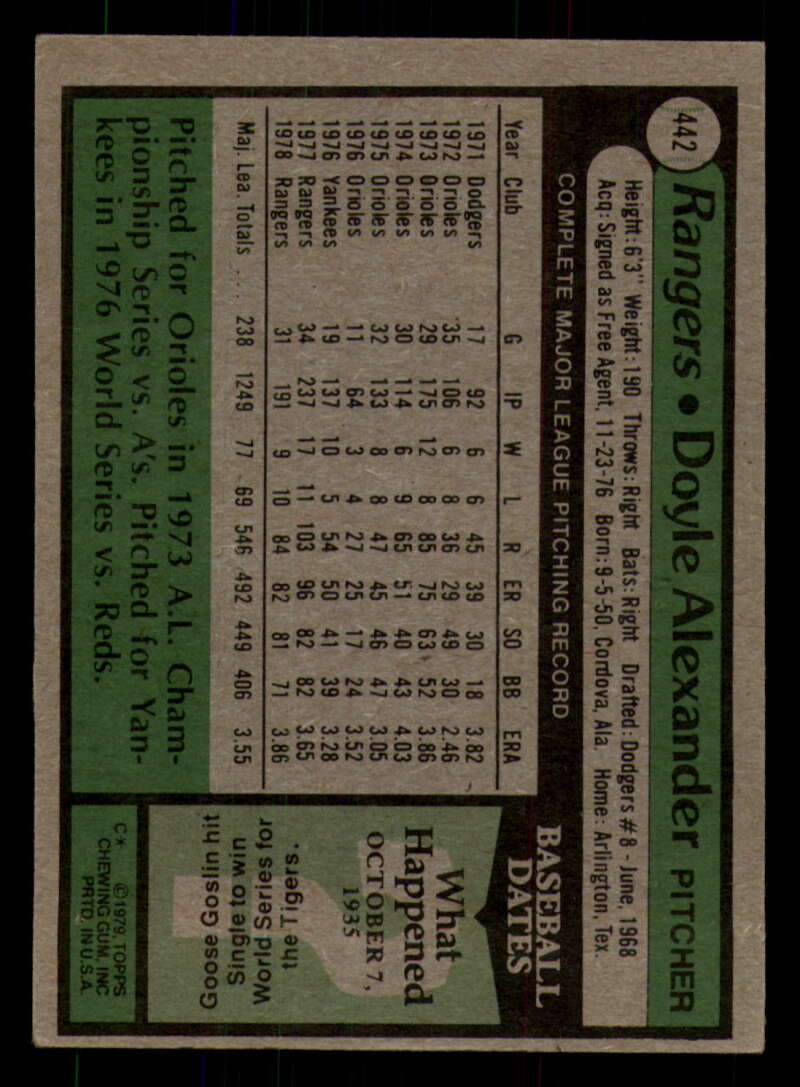 442
Rangers • Doyle Alexander PITCHER
Height: 6'3" Weight: 190 Throws: Right Bats: Right Drafted: Dodgers #8 - June, 1968
Acq: Signed as Free Agent, 11-23-76 Born: 9-5-50, Cordova, Ala. Home: Arlington, Tex.
COMPLETE MAJOR LEAGUE PITCHING RECORD
Year Club G IP W L R ER SO BB ERA
1971 Dodgers 17 92 6 6 45 39 30 18 3.82
1972 Orioles 35 106 6 8 36 29 49 30 2.46
1973 Orioles 29 175 12 8 85 75 63 52 3.86
1974 Orioles 30 114 6 9 65 51 40 43 4.03
1975 Orioles 32 133 8 8 47 45 46 47 3.05
1976 Orioles 11 64 3 4 27 25 17 24 3.52
1976 Yankees 19 137 10 5 54 50 41 39 3.28
1977 Rangers 34 237 17 11 103 96 82 82 3.65
1978 Rangers 31 191 9 10 84 82 81 71 3.86
Maj. Lea. Totals .... 238 1249 77 69 546 492 449 406 3.55
Pitched for Orioles in 1973 A.L. Cham-
pionship Series vs. A's. Pitched for Yan-
kees in 1976 World Series vs. Reds.
BASEBALL
DATES
What
Happened
OCTOBER 7,
1935
Goose Goslin hit
Single to win
World Series for
the Tigers.
C* ©1979, TOPPS
CHEWING GUM, INC
PRTD. IN U.S.A.